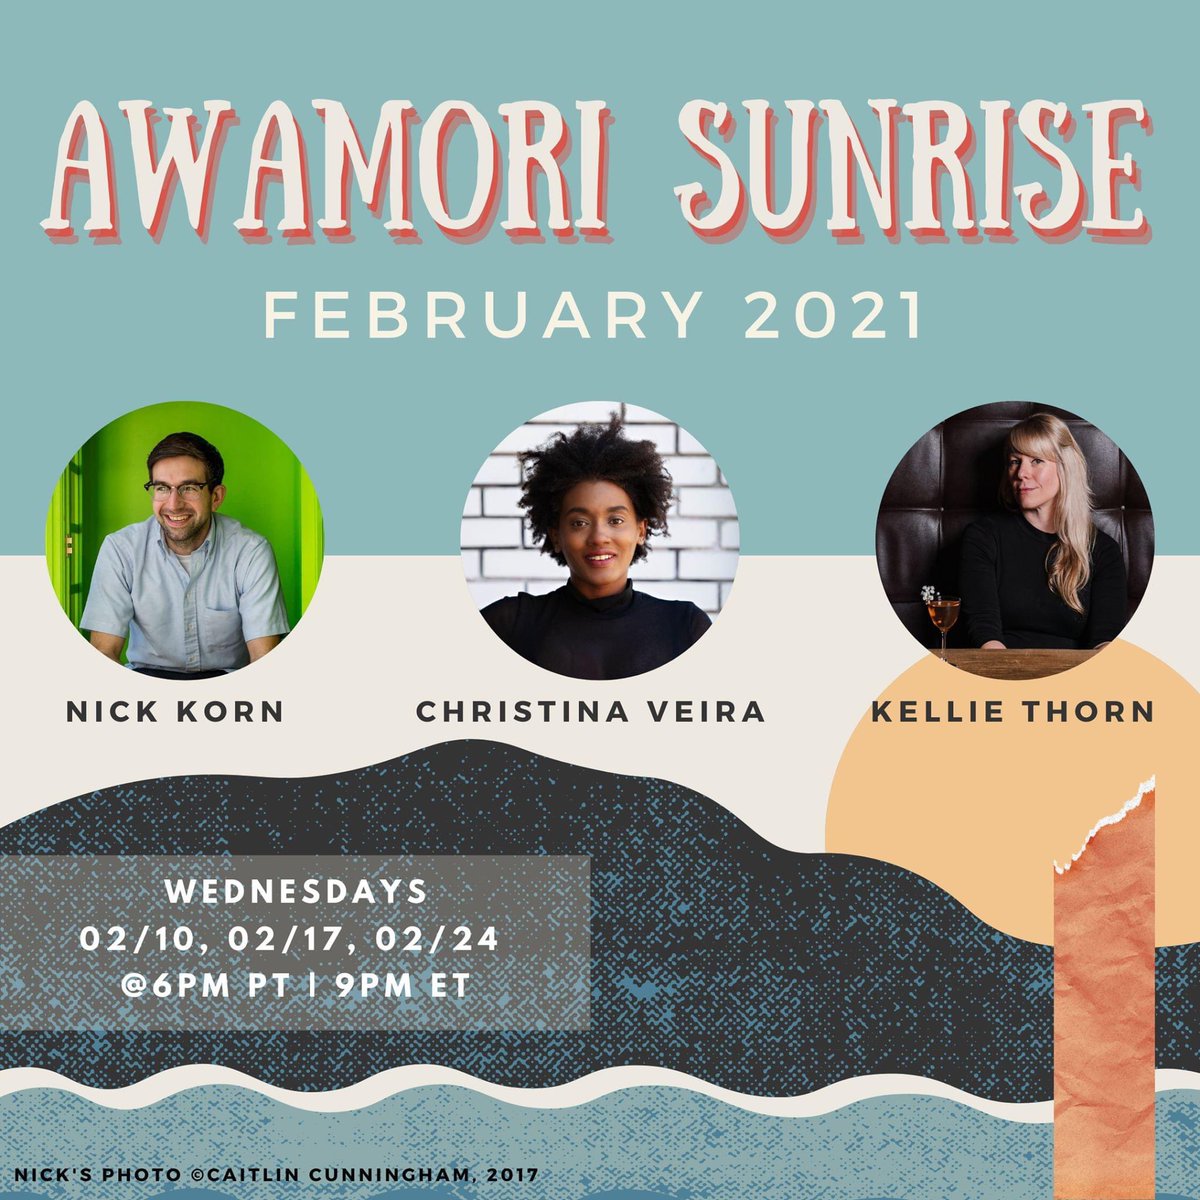 AWAMORI SUNRISE
FEBRUARY 2021
NICK KORN
CHRISTINA VEIRA
KELLIE THORN
WEDNESDAYS
02/10, 02/17, 02/24
@6PM PT | 9PM ET
NICK'S PHOTO ©CAITLIN CUNNINGHAM, 2017